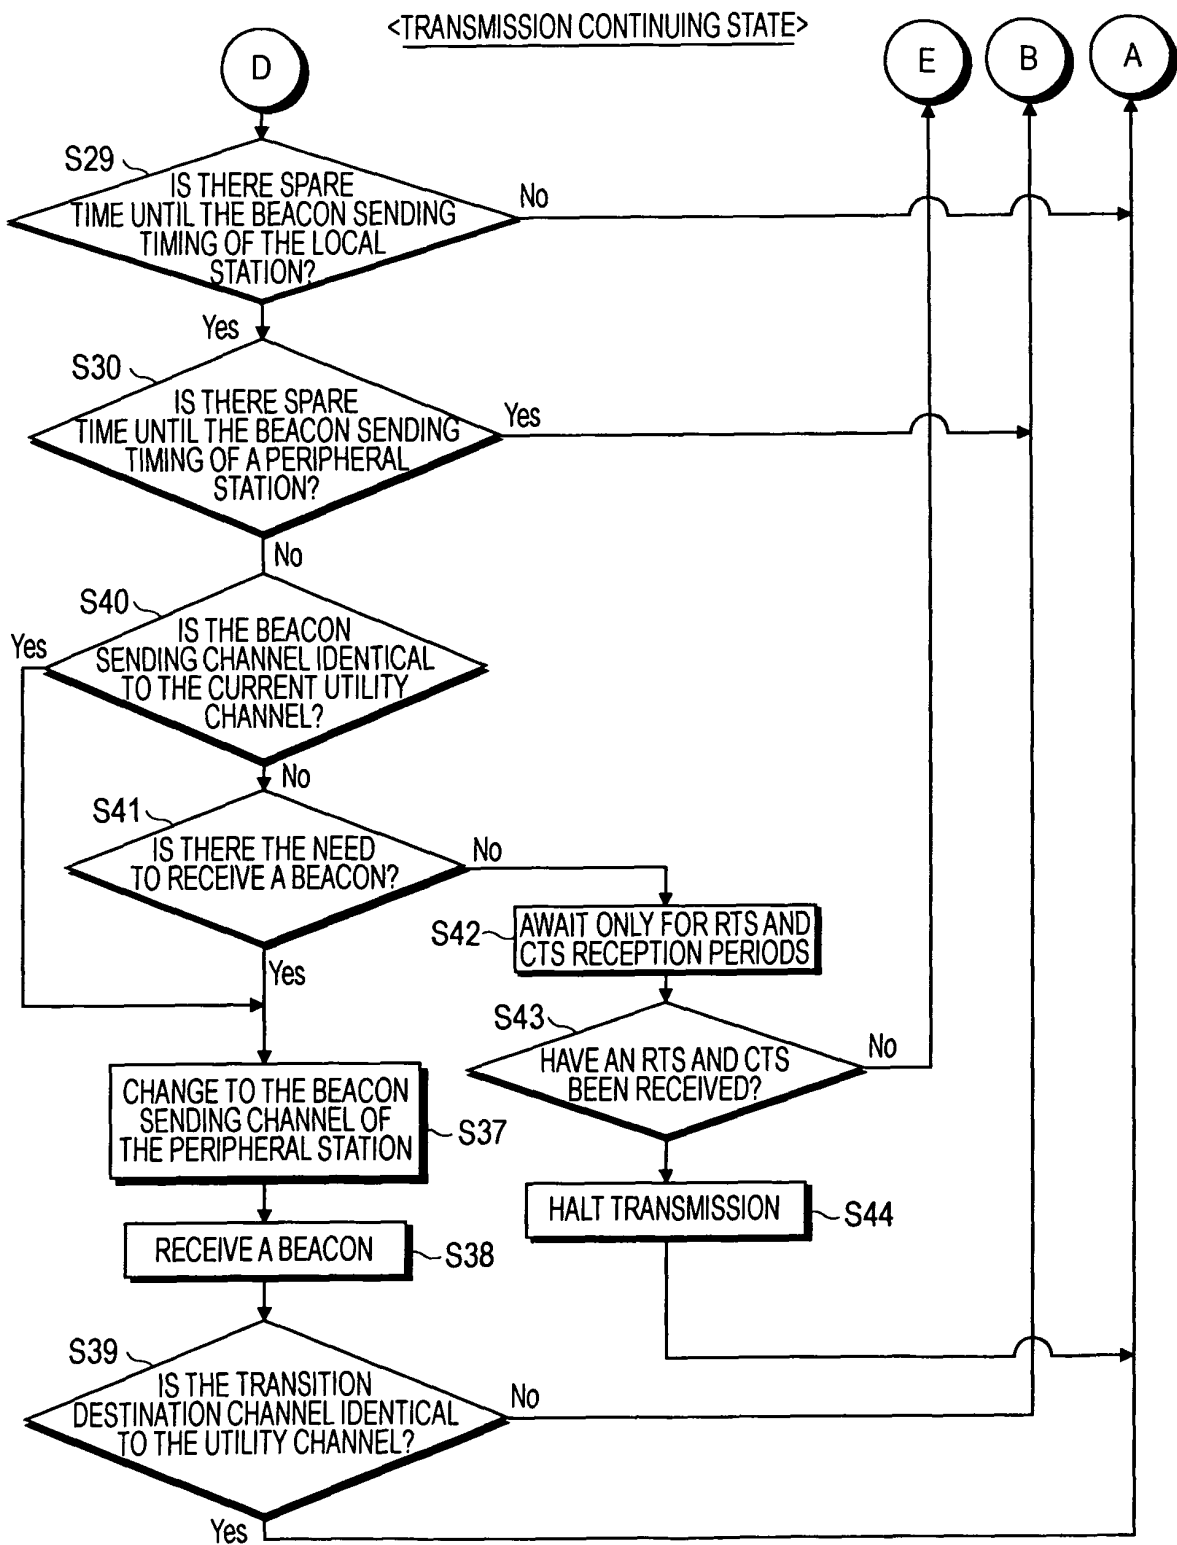 <TRANSMISSION CONTINUING STATE>
D
E
B
A
S29
IS THERE SPARE
TIME UNTIL THE BEACON SENDING
TIMING OF THE LOCAL
STATION?
No
Yes
S30
IS THERE SPARE
TIME UNTIL THE BEACON SENDING
TIMING OF A PERIPHERAL
STATION?
Yes
No
S40
Yes
IS THE BEACON
SENDING CHANNEL IDENTICAL
TO THE CURRENT UTILITY
CHANNEL?
No
S41
IS THERE THE NEED
TO RECEIVE A BEACON?
No
Yes
S42
AWAIT ONLY FOR RTS AND
CTS RECEPTION PERIODS
S43
HAVE AN RTS AND CTS
BEEN RECEIVED?
No
CHANGE TO THE BEACON
SENDING CHANNEL OF
THE PERIPHERAL STATION
S37
HALT TRANSMISSION
S44
RECEIVE A BEACON
S38
S39
IS THE TRANSITION
DESTINATION CHANNEL IDENTICAL
TO THE UTILITY CHANNEL?
No
Yes